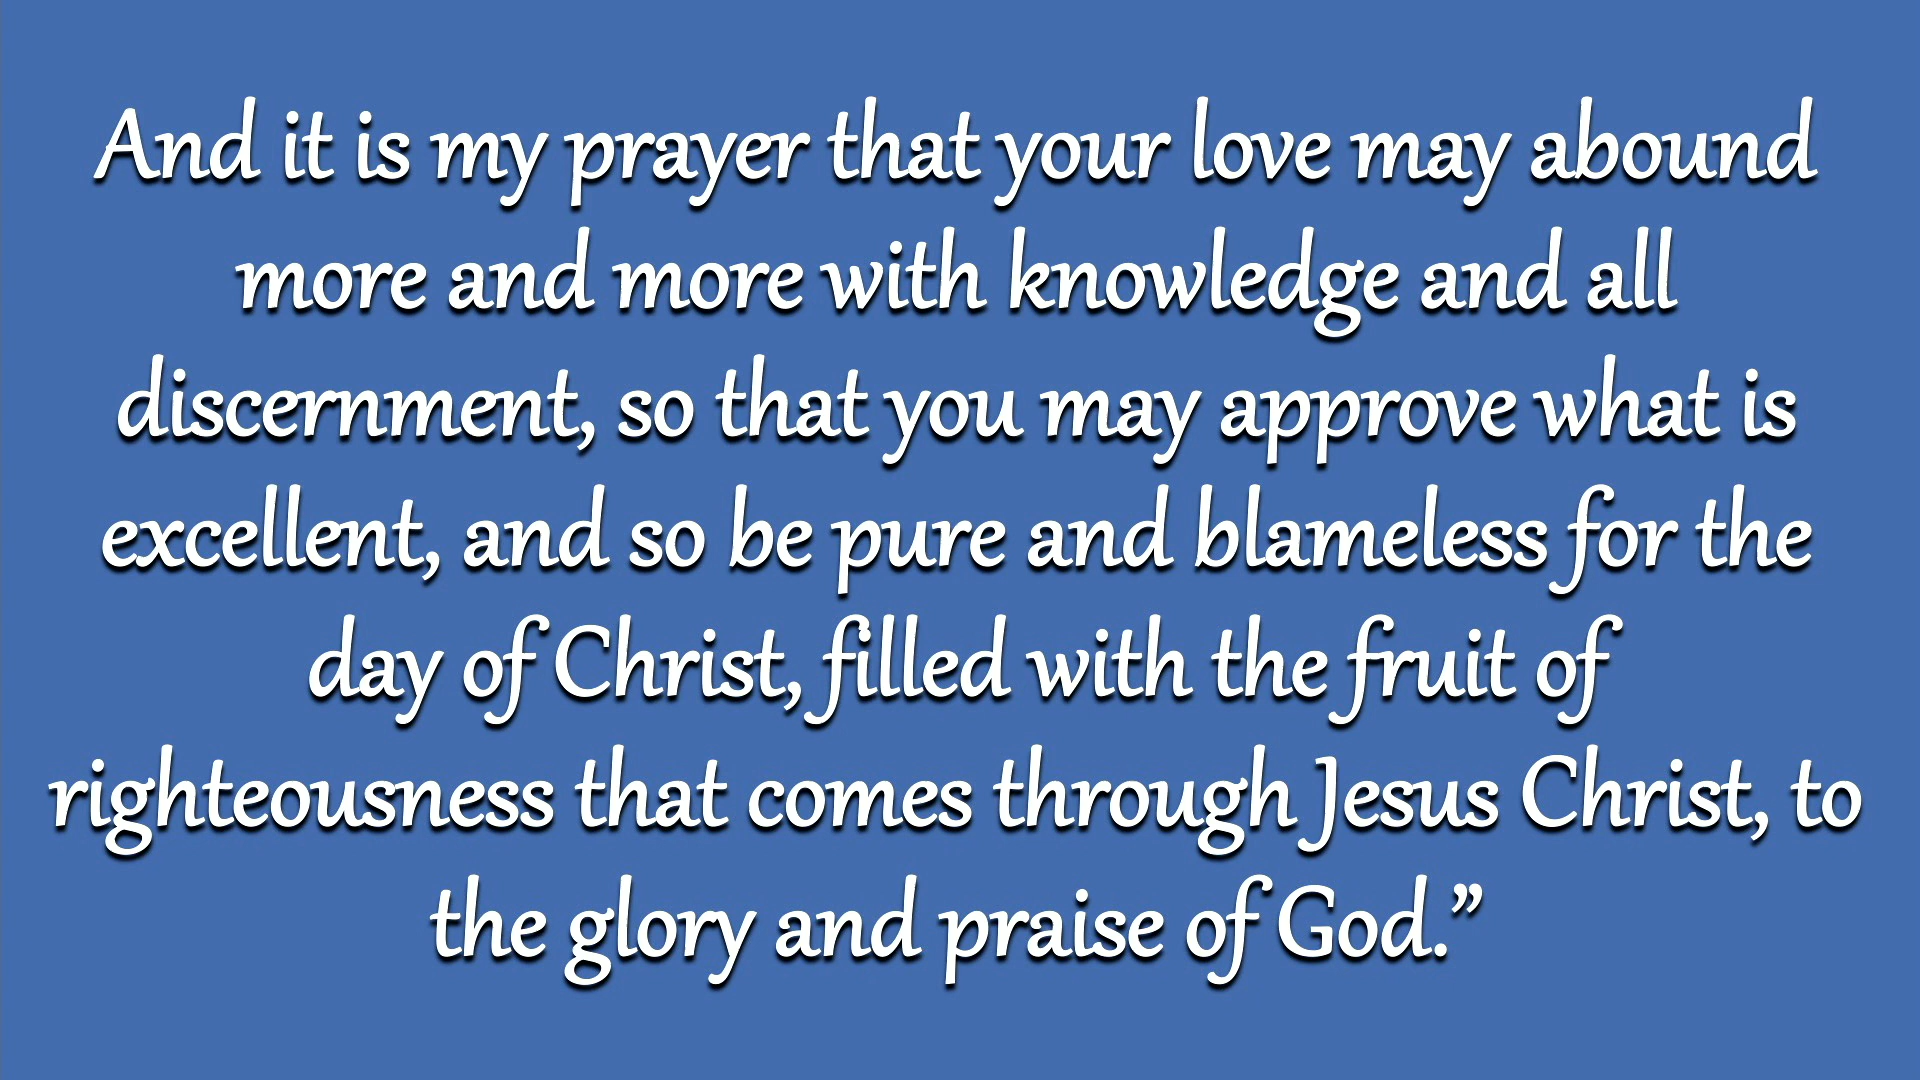 And it is my prayer that your love may abound
more and more with knowledge and all
discernment, so that you may approve what is
excellent, and so be pure and blameless for the
day of Christ, filled with the fruit of
righteousness that comes through Jesus Christ, to
the glory and praise of God.”